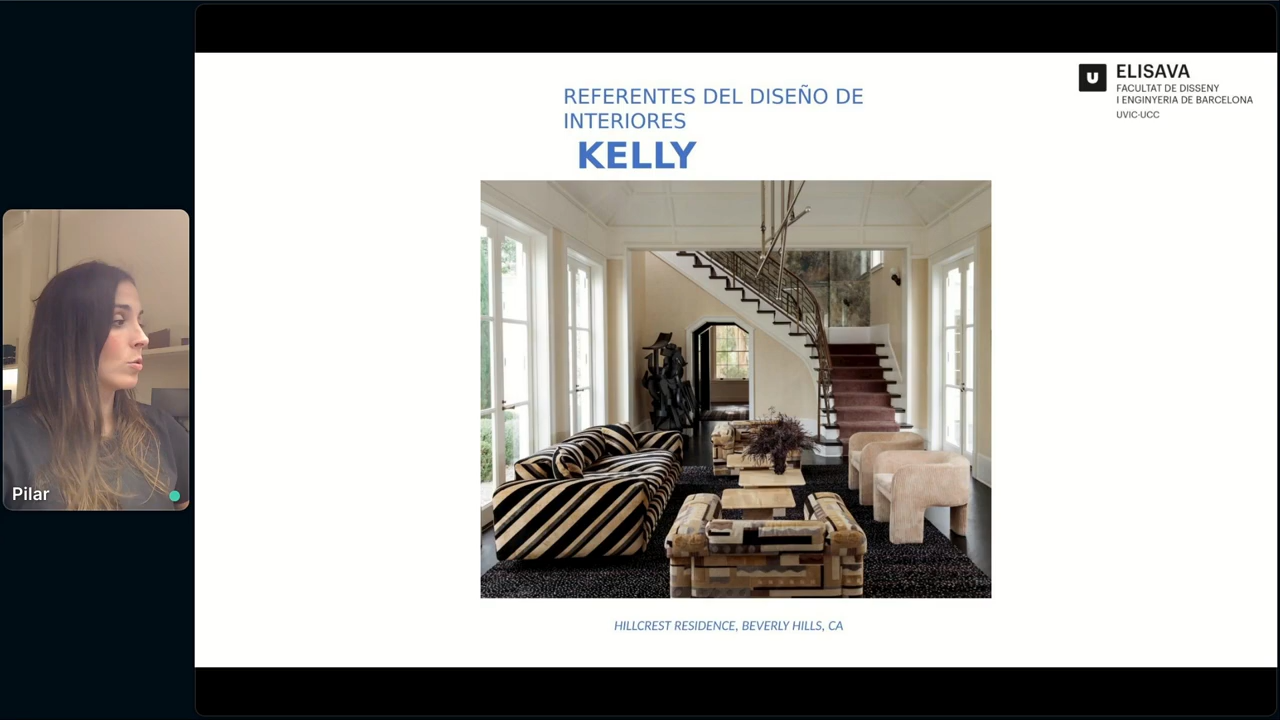 REFERENTES DEL DISEÑO DE
INTERIORES
KELLY
ELISAVA
FACULTAT DE DISSENY
I ENGINYERIA DE BARCELONA
UVIC·UCC
HILLCREST RESIDENCE, BEVERLY HILLS, CA
Pilar